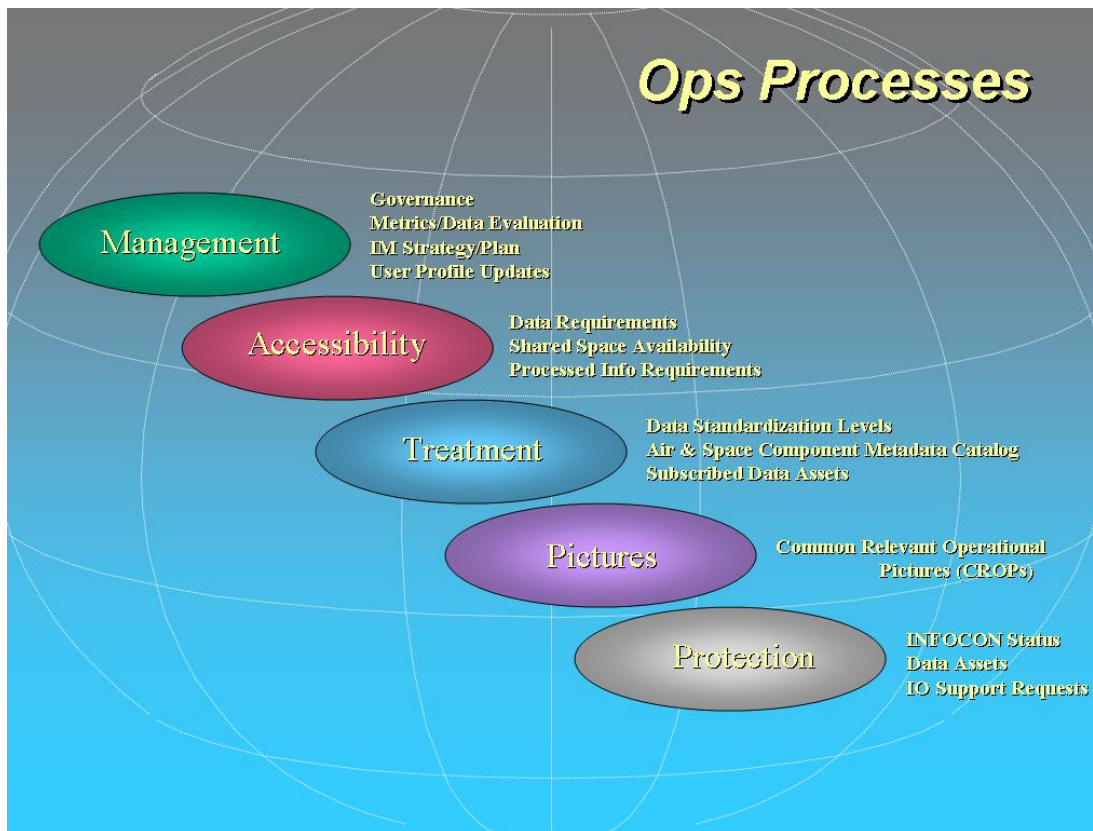 Ops Processes
Management
Governance
Metrics/Data Evaluation
IM Strategy/Plan
User Profile Updates
Accessibility
Data Requirements
Shared Space Availability
Processed Info Requirements
Treatment
Data Standardization Levels
Air & Space Component Metadata Catalog
Subscribed Data Assets
Pictures
Common Relevant Operational
Pictures (CROPs)
Protection
INFOCON Status
Data Assets
IO Support Requests